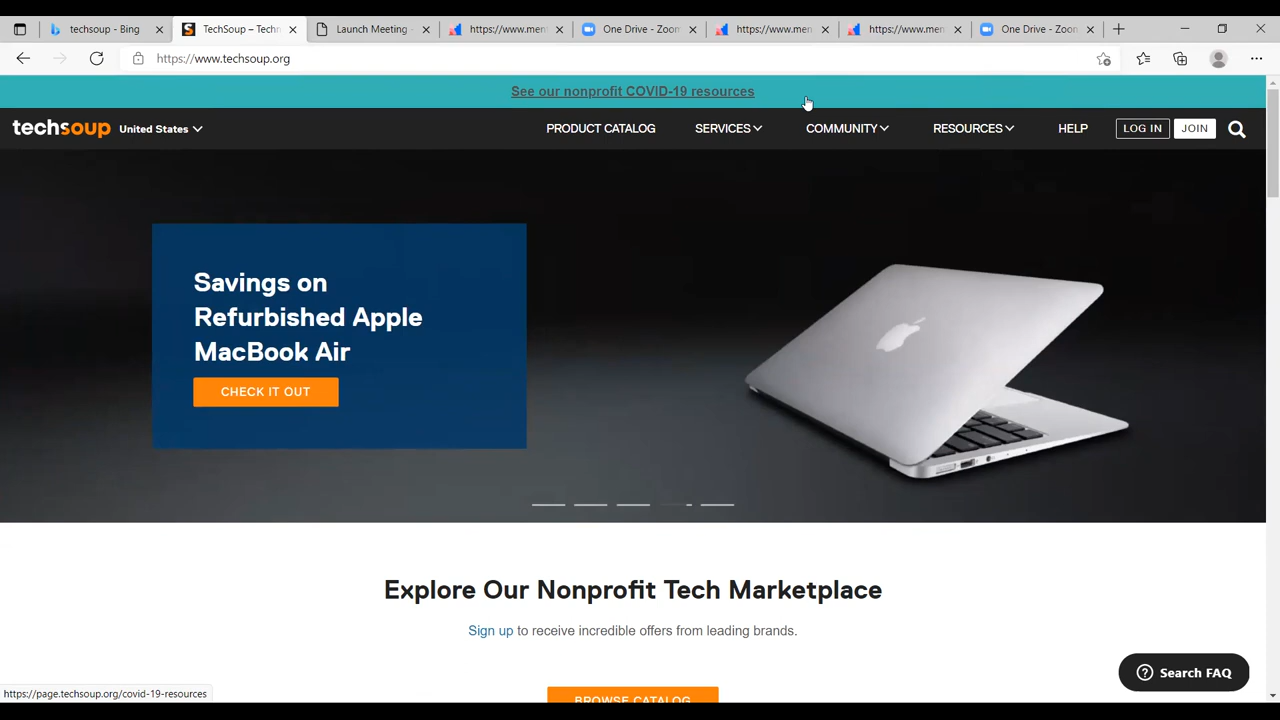 techsoup - Bing
TechSoup – Techn
Launch Meeting -
https://www.men
One Drive - Zoom
https://www.men
https://www.men
One Drive - Zoom
https://www.techsoup.org
See our nonprofit COVID-19 resources
techsoup United States PRODUCT CATALOG SERVICES COMMUNITY RESOURCES HELP LOG IN JOIN
Savings on
Refurbished Apple
MacBook Air
CHECK IT OUT
Explore Our Nonprofit Tech Marketplace
Sign up to receive incredible offers from leading brands.
Search FAQ
https://page.techsoup.org/covid-19-resources
BROWSE CATALOG